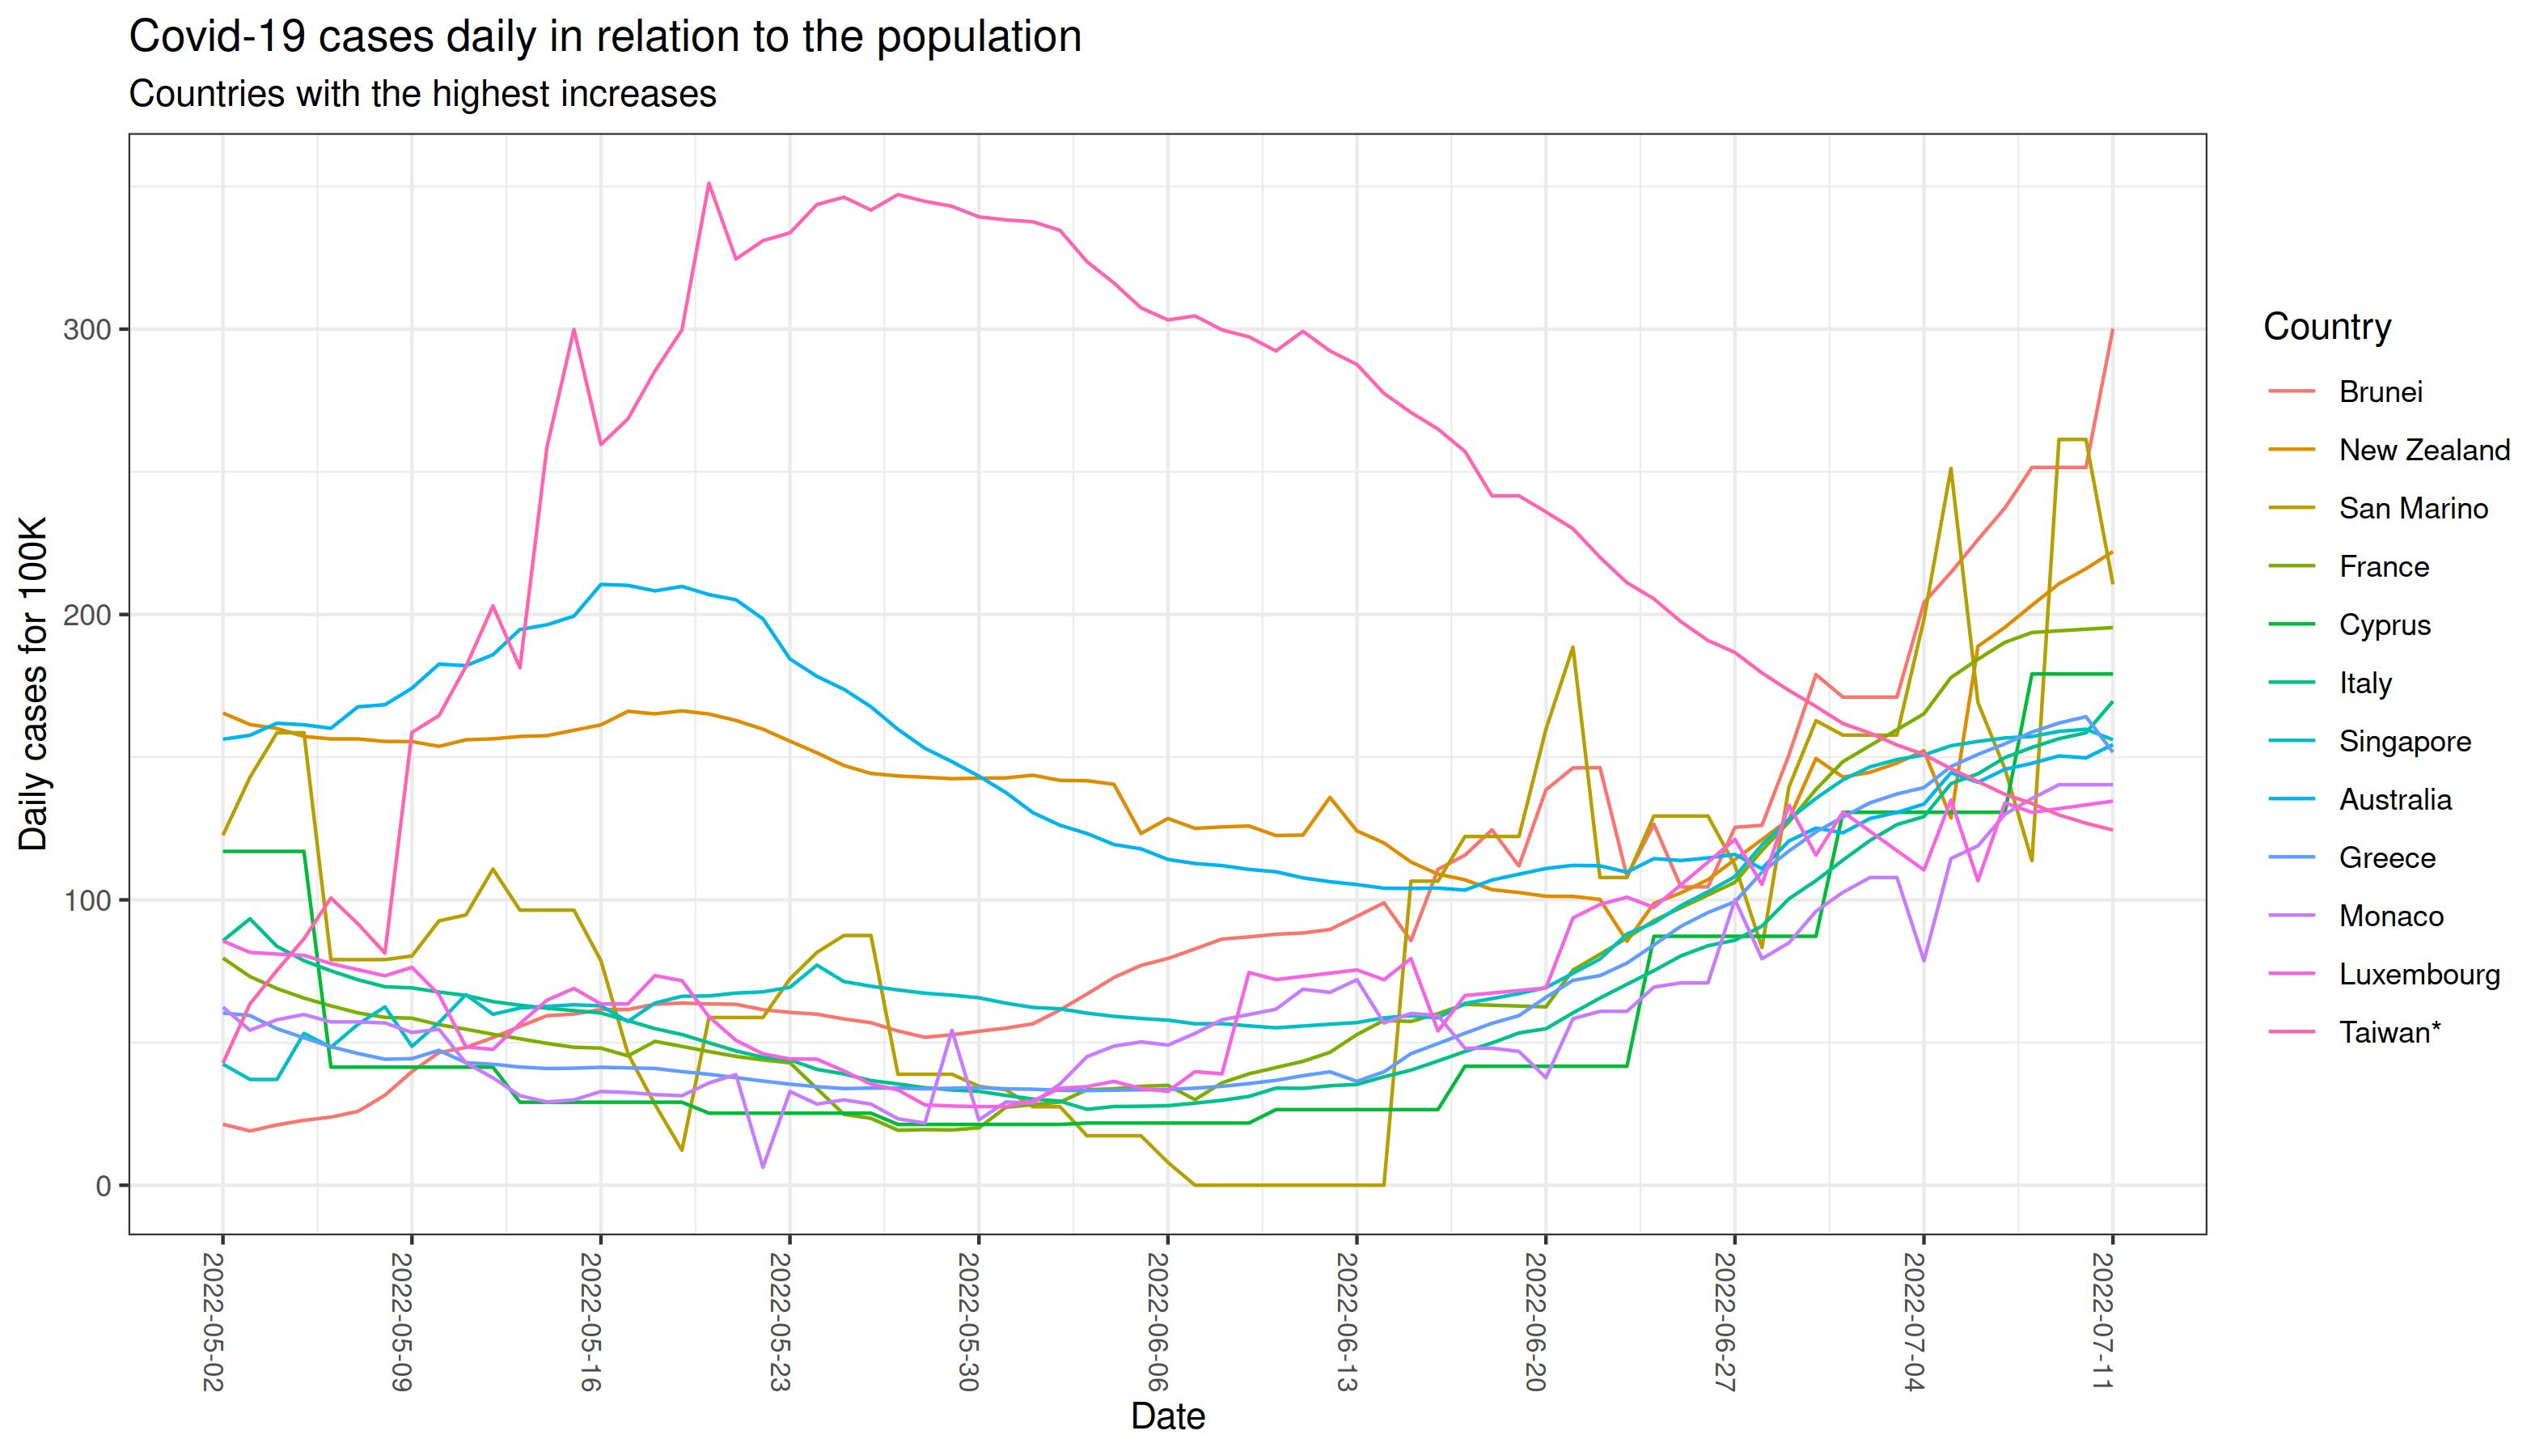 Covid-19 cases daily in relation to the population
Countries with the highest increases
Daily cases for 100K
300
200
100
0
2022-05-02
2022-05-09
2022-05-16
2022-05-23
2022-05-30
2022-06-06
2022-06-13
2022-06-20
2022-06-27
2022-07-04
2022-07-11
Date
Country
Brunei
New Zealand
San Marino
France
Cyprus
Italy
Singapore
Australia
Greece
Monaco
Luxembourg
Taiwan*